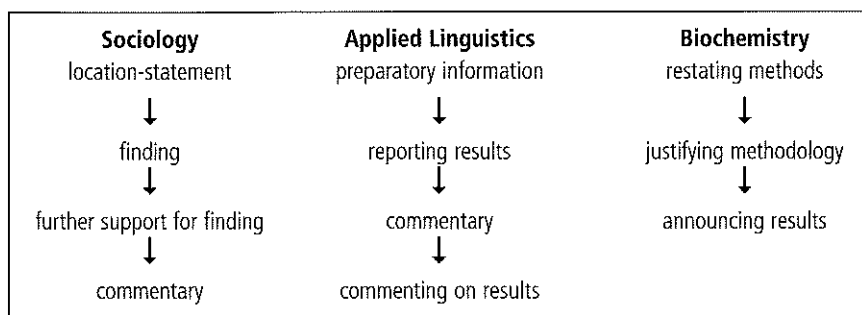 Sociology
location-statement
finding
further support for finding
commentary
Applied Linguistics
preparatory information
reporting results
commentary
commenting on results
Biochemistry
restating methods
justifying methodology
announcing results